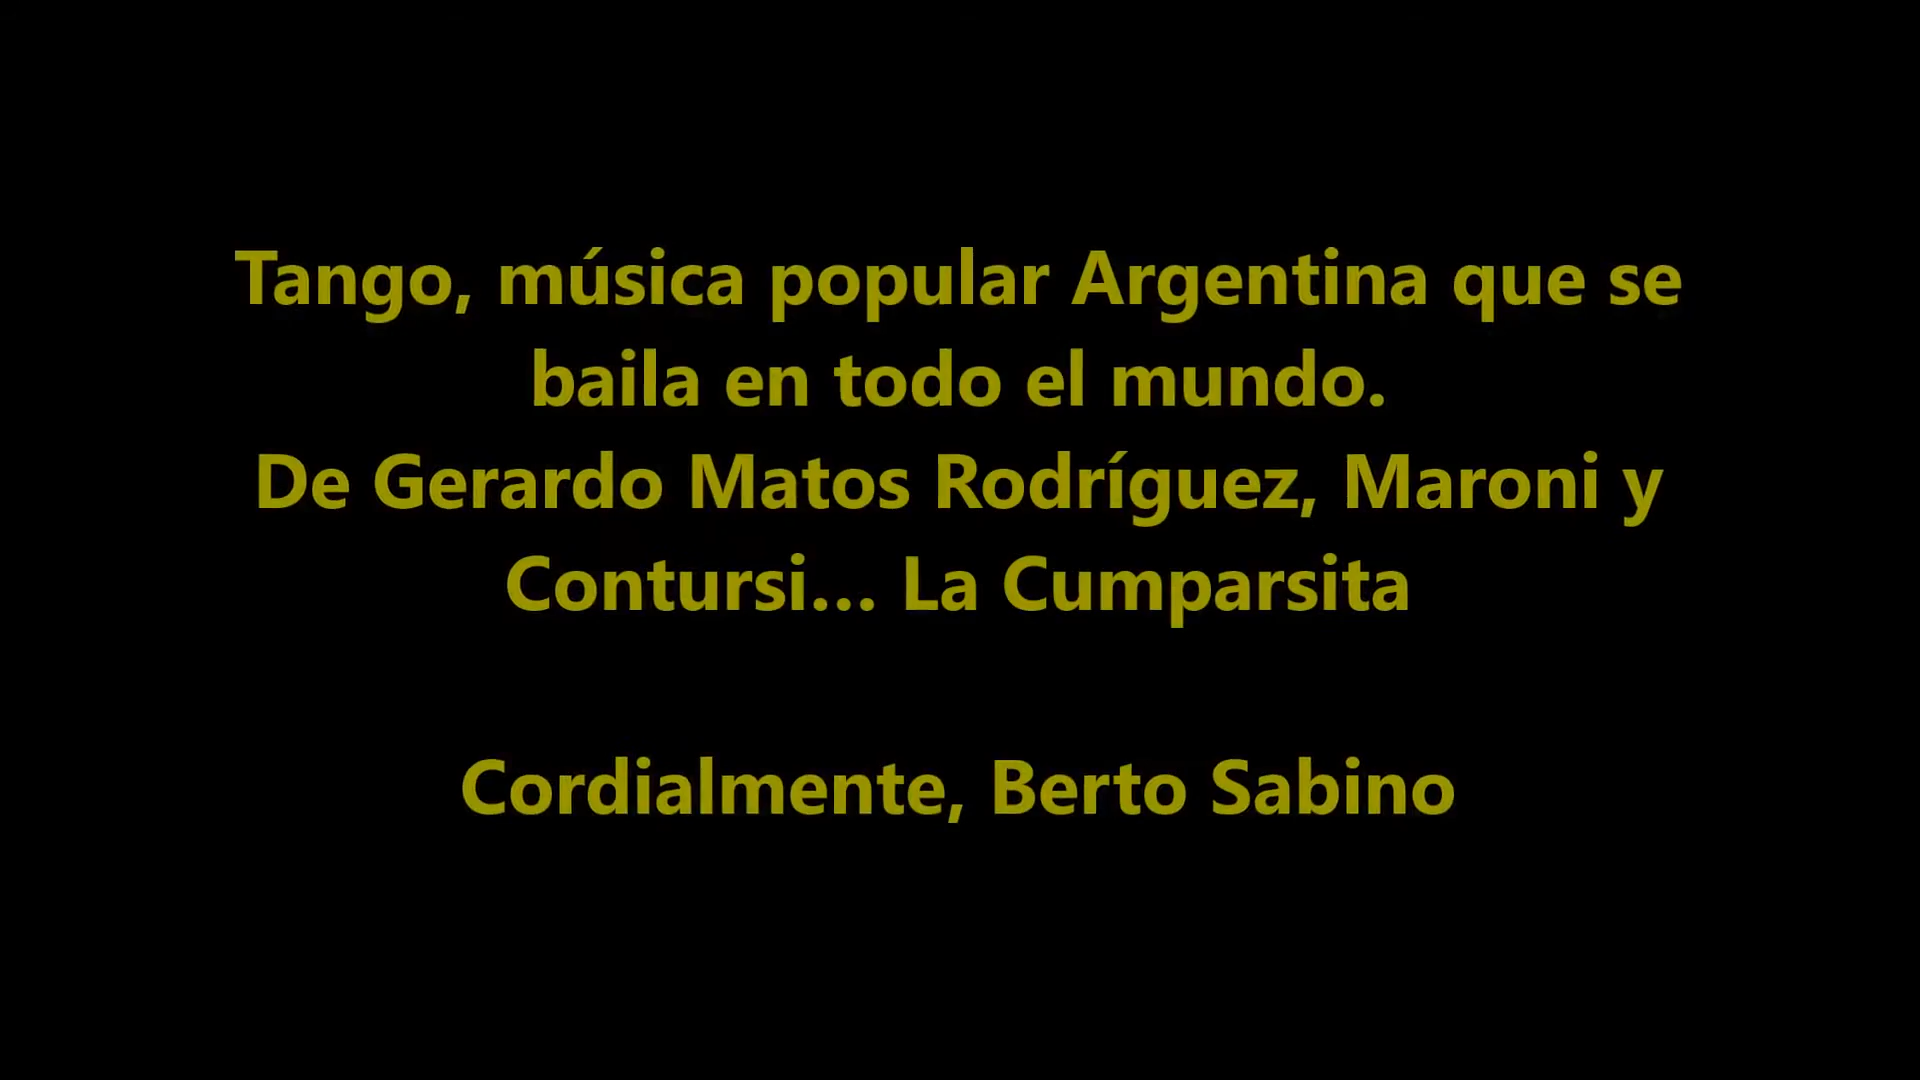 Tango, música popular Argentina que se
baila en todo el mundo.
De Gerardo Matos Rodríguez, Maroni y
Contursi... La Cumparsita
Cordialmente, Berto Sabino